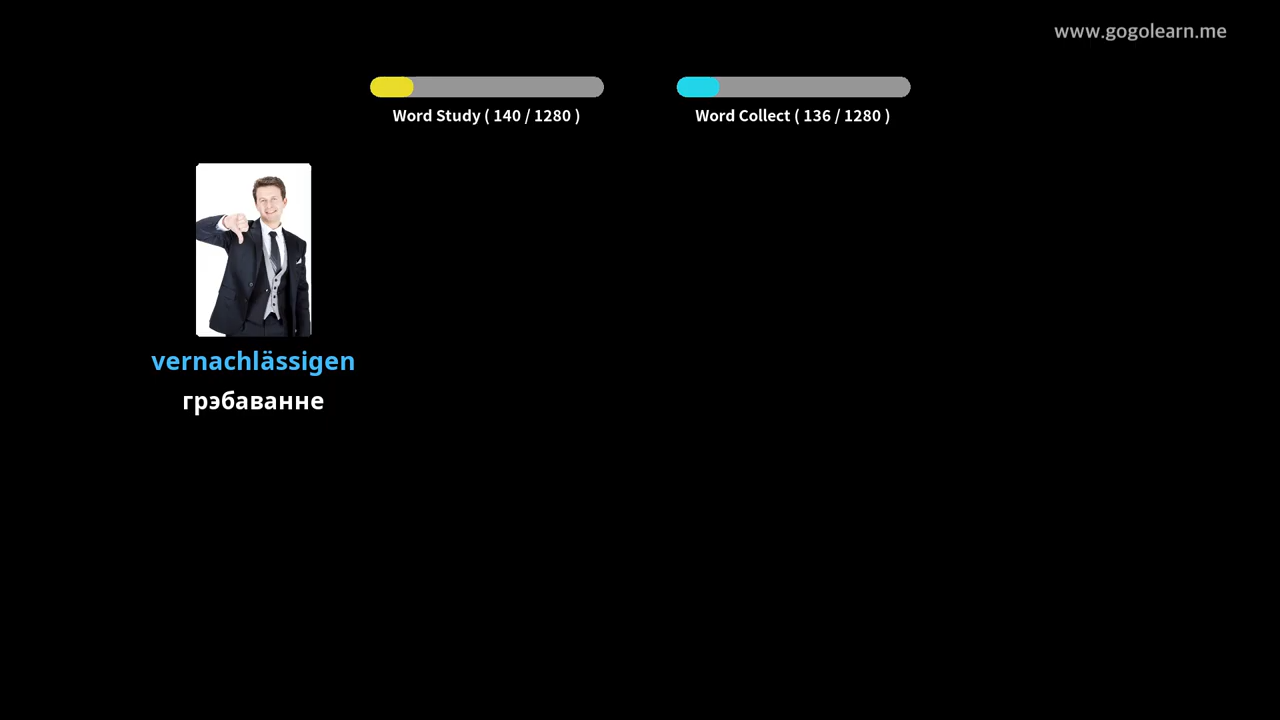 www.gogolearn.me
Word Study ( 140 / 1280 )
Word Collect ( 136 / 1280 )
vernachlässigen
грэбаванне